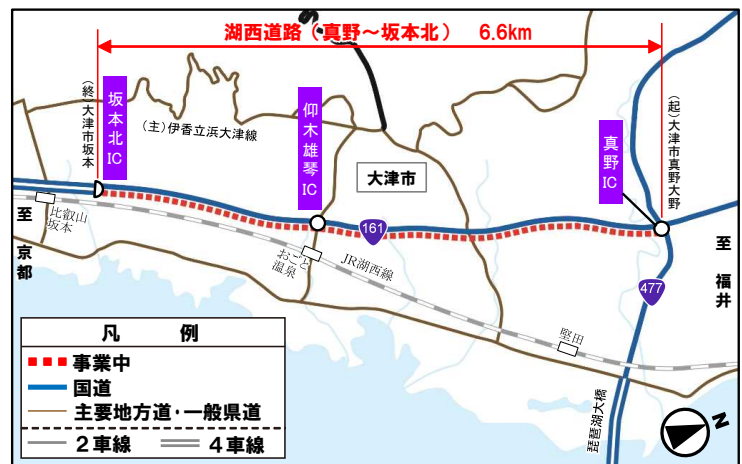 湖西道路（真野～坂本北） 6.6km
（終）大津市坂本
坂本北IC
（主）伊香立浜大津線
仰木雄琴IC
大津市
真野IC
（起）大津市真野大野
至 京都
比叡山坂本
161
おごと温泉
JR湖西線
至 福井
477
堅田
琵琶湖大橋
N
凡 例
事業中
国道
主要地方道・一般県道
２車線 ４車線